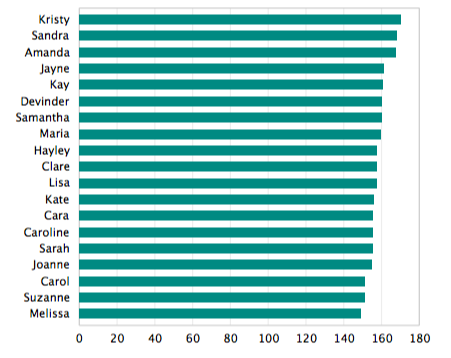 Kristy
Sandra
Amanda
Jayne
Kay
Devinder
Samantha
Maria
Hayley
Clare
Lisa
Kate
Cara
Caroline
Sarah
Joanne
Carol
Suzanne
Melissa
0 20 40 60 80 100 120 140 160 180